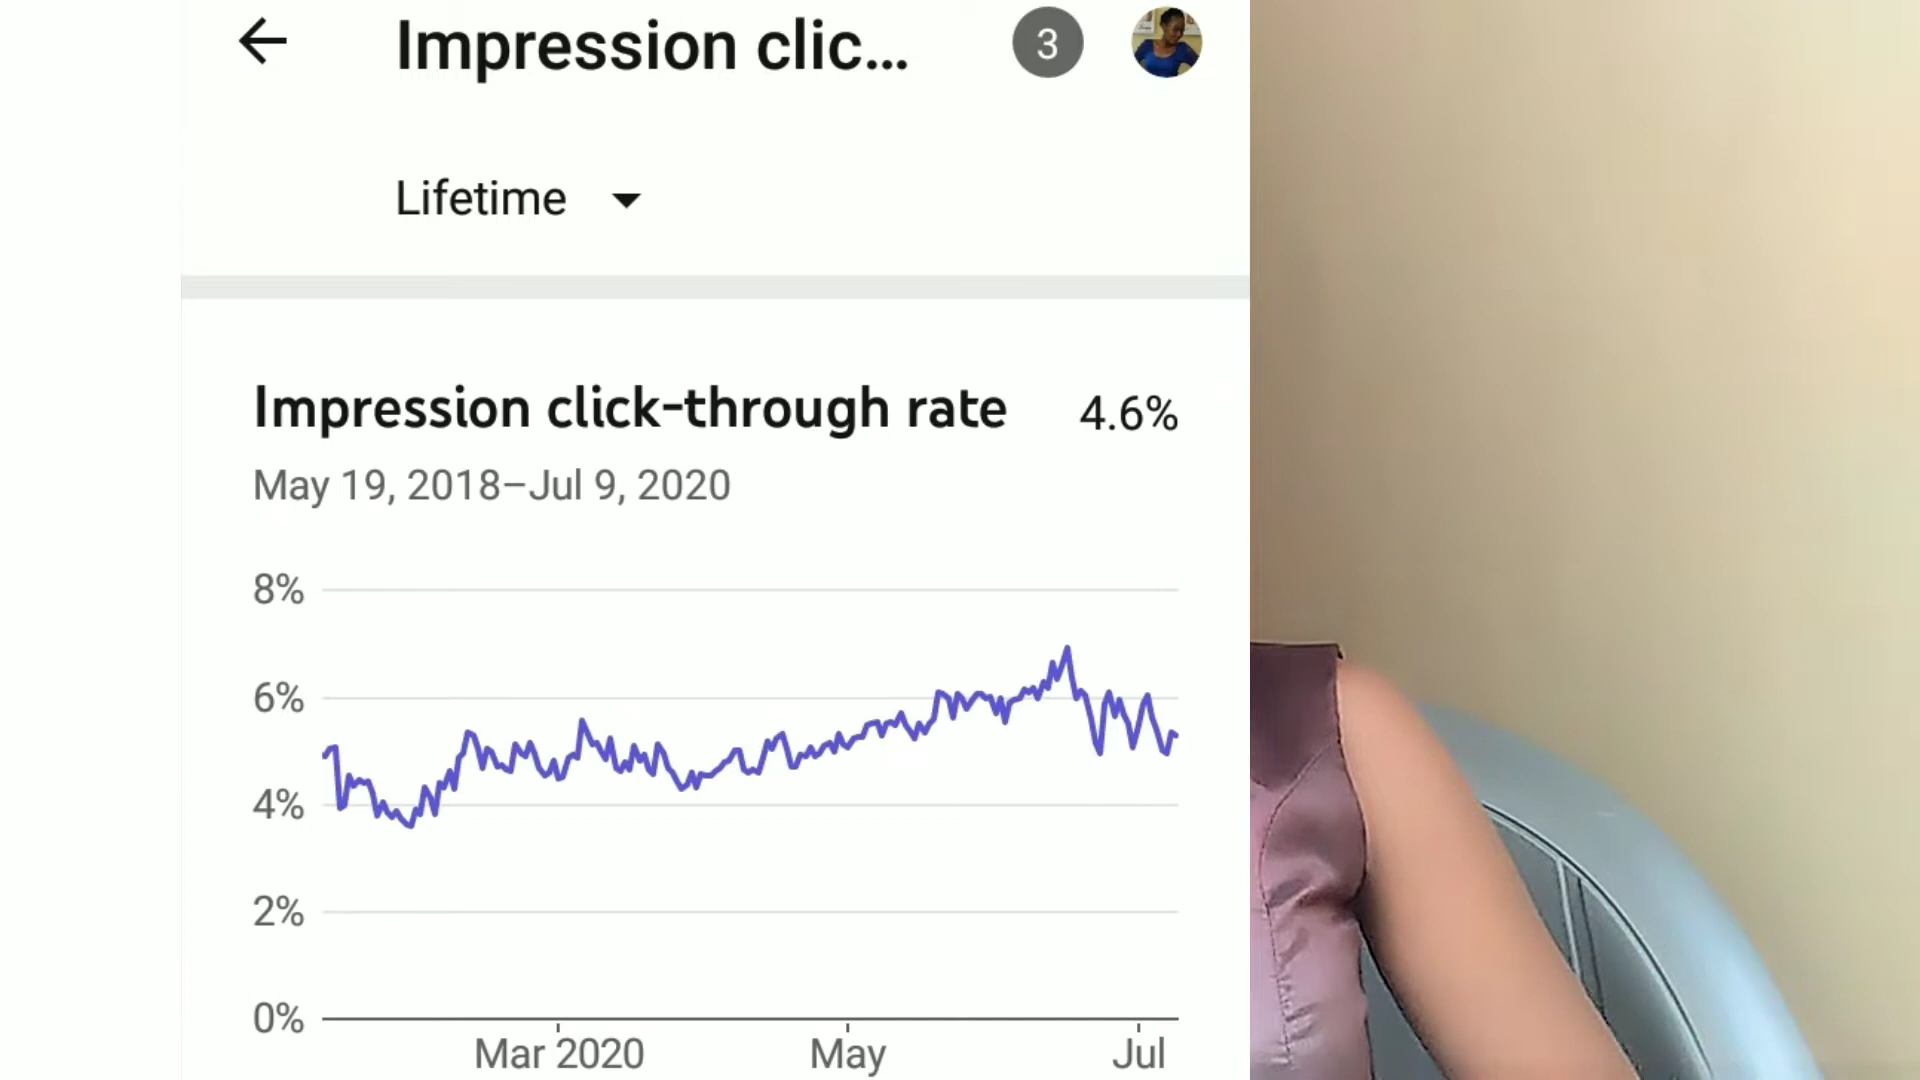 Impression clic...
3
Lifetime
Impression click-through rate 4.6%
May 19, 2018–Jul 9, 2020
8%
6%
4%
2%
0%
Mar 2020 May Jul